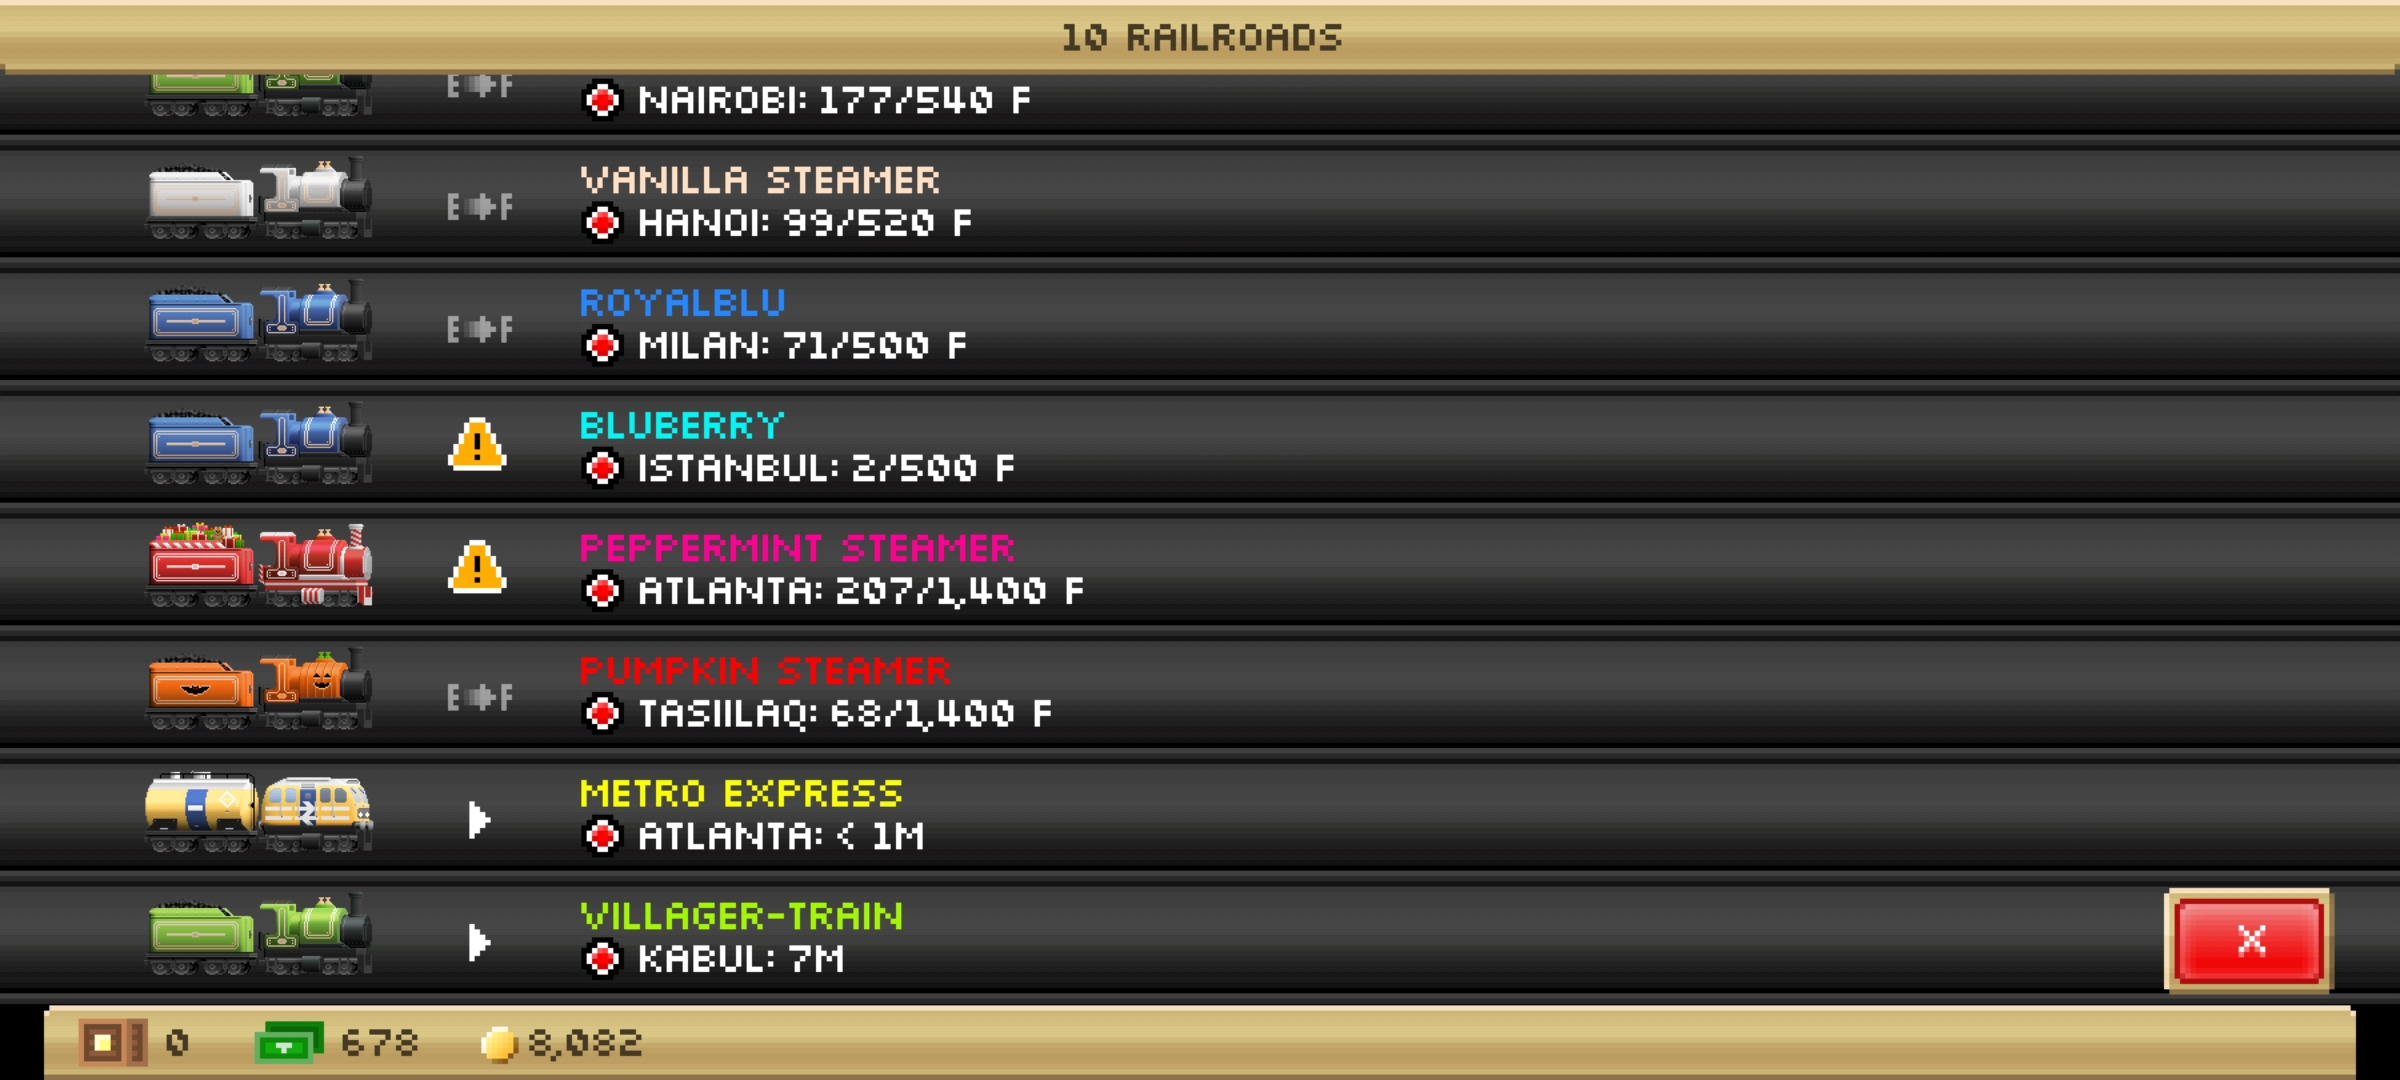 10 RAILROADS
E F
NAIROBI: 177/540 F
VANILLA STEAMER
E F
HANOI: 99/520 F
ROYALBLU
E F
MILAN: 71/500 F
BLUBERRY
ISTANBUL: 2/500 F
PEPPERMINT STEAMER
ATLANTA: 207/1,400 F
PUMPKIN STEAMER
E F
TASIILAQ: 68/1,400 F
METRO EXPRESS
ATLANTA: < 1M
VILLAGER-TRAIN
KABUL: 7M
X
0 678 8,082